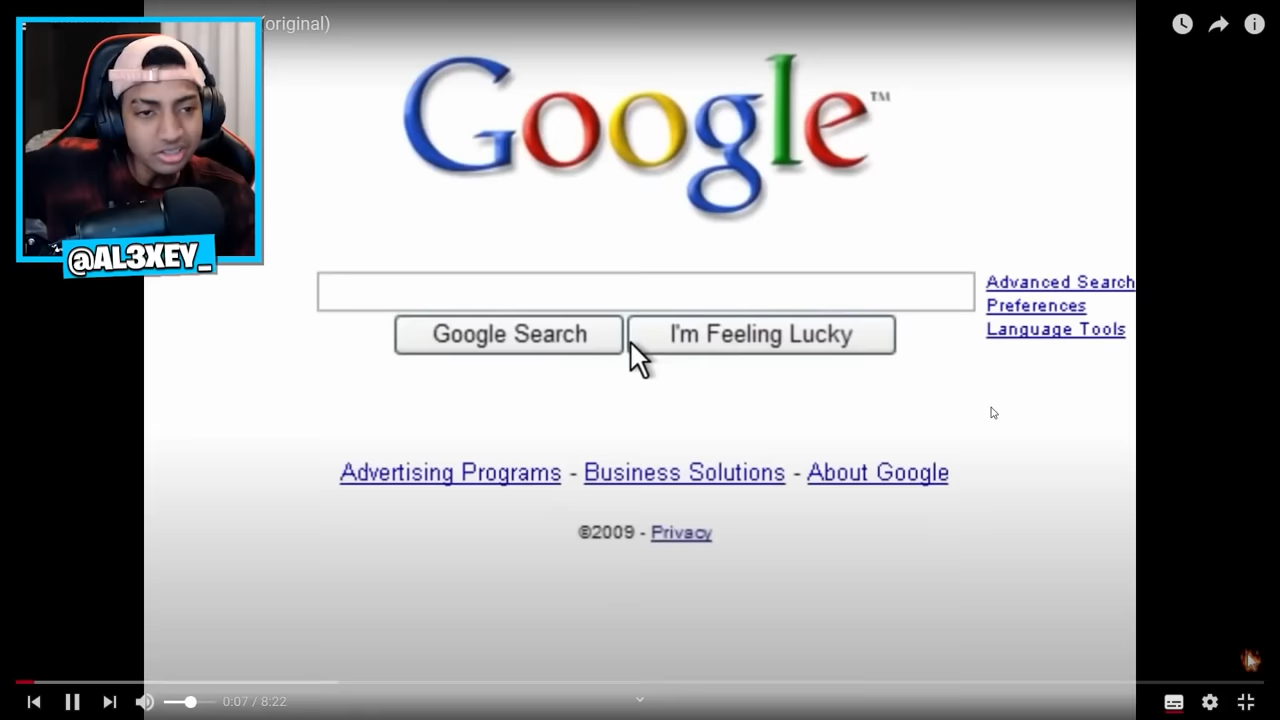 (original)
Google™
@AL3XEY_
Advanced Search
Preferences
Language Tools
Google Search
I'm Feeling Lucky
Advertising Programs - Business Solutions - About Google
©2009 - Privacy
0:07 / 8:22